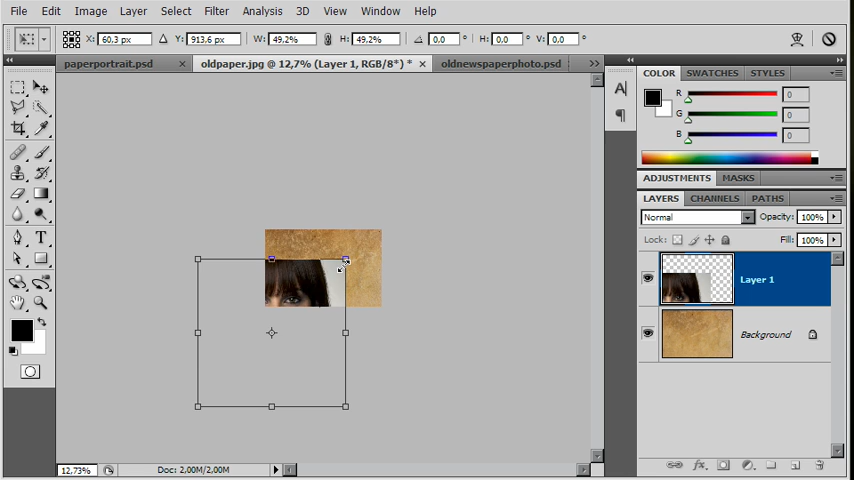 File Edit Image Layer Select Filter Analysis 3D View Window Help
X: 60,3 px Y: 913,6 px W: 49.2% H: 49.2% 0,0 ° H: 0,0 ° V: 0,0 °
paperportrait.psd × oldpaper.jpg @ 12,7% (Layer 1, RGB/8*) * × oldnewspaperphoto.psd
COLOR SWATCHES STYLES
R 0
G 0
B 0
ADJUSTMENTS MASKS
LAYERS CHANNELS PATHS
Normal Opacity: 100%
Lock: Fill: 100%
Layer 1
Background
12,73% Doc: 2,00M/2,00M